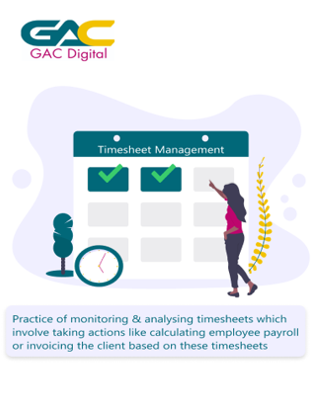 GAC
GAC Digital
Timesheet Management
Practice of monitoring & analysing timesheets which
involve taking actions like calculating employee payroll
or invoicing the client based on these timesheets